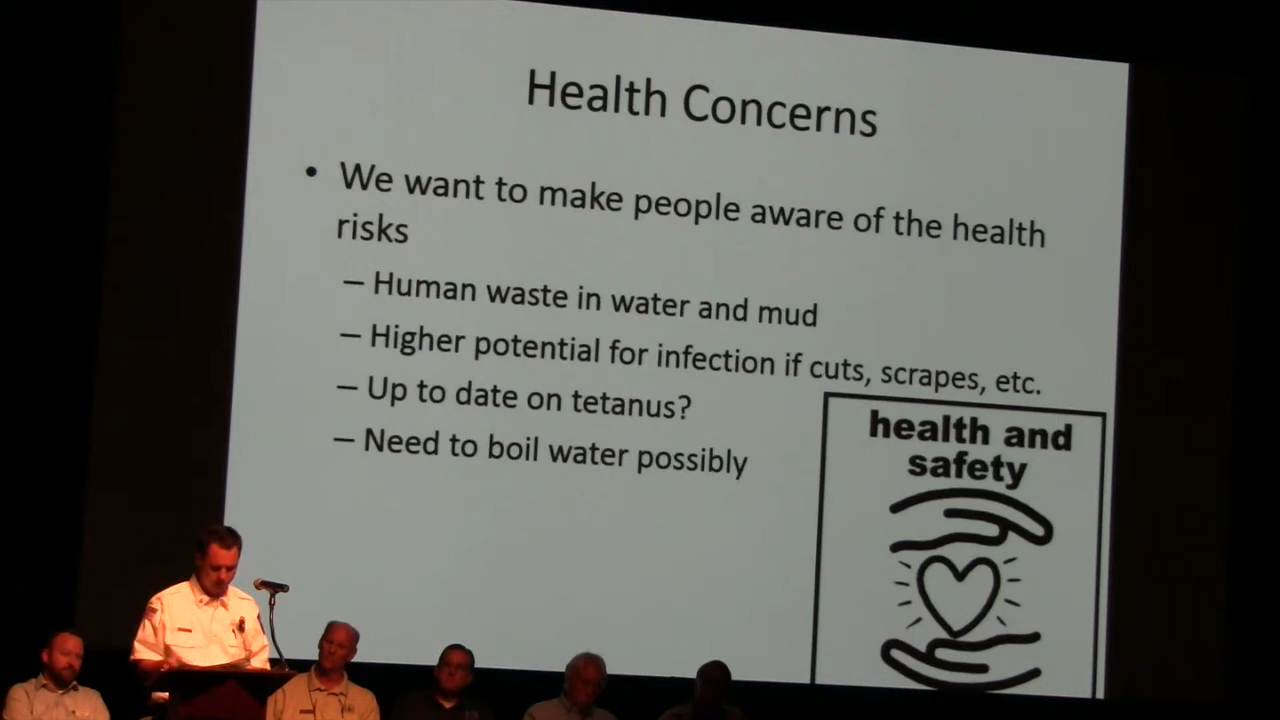 Health Concerns
• We want to make people aware of the health
risks
– Human waste in water and mud
– Higher potential for infection if cuts, scrapes, etc.
– Up to date on tetanus?
– Need to boil water possibly
health and
safety